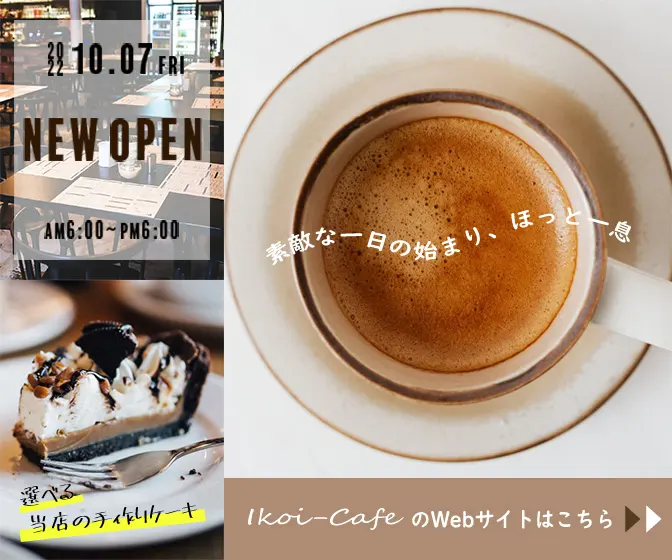 2022 10.07 FRI
NEW OPEN
AM6:00~PM6:00
素敵な一日の始まり、ほっと一息
選べる
当店の手作りケーキ
Ikoi-Cafe のWebサイトはこちら